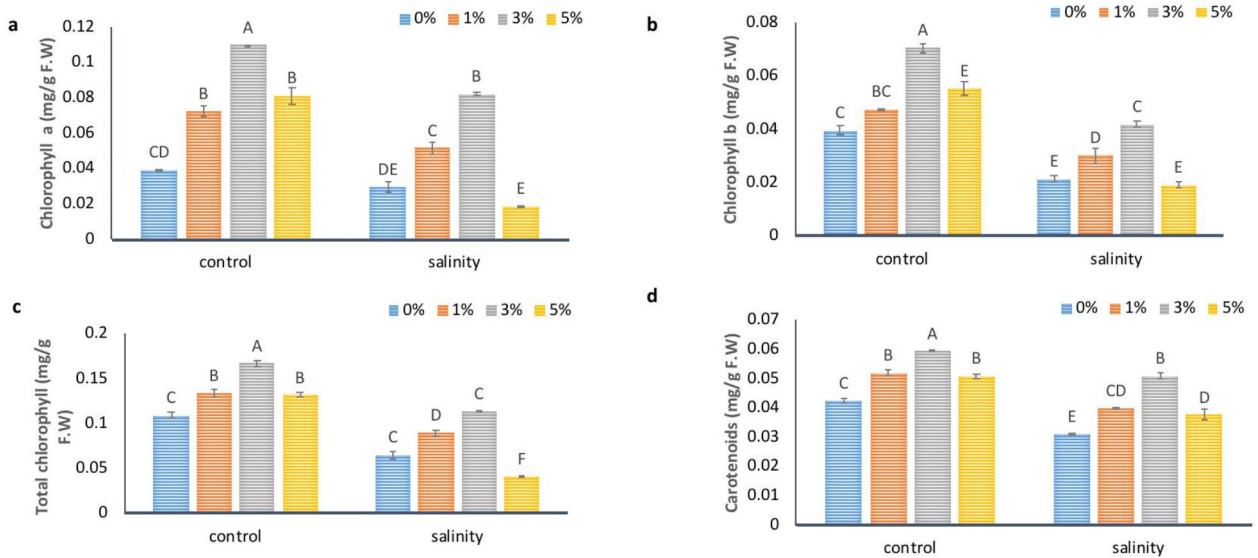 a
0% 1% 3% 5%
Chlorophyll a (mg/g F.W)
0.12
0.1
0.08
0.06
0.04
0.02
0
CD
B
A
B
DE
C
B
E
control
salinity
b
0% 1% 3% 5%
Chlorophyll b (mg/g F.W)
0.08
0.06
0.04
0.02
0
C
BC
A
E
E
D
C
E
control
salinity
c
0% 1% 3% 5%
Total chlorophyll (mg/g
F.W)
0.2
0.15
0.1
0.05
0
C
B
A
B
C
D
C
F
control
salinity
d
0% 1% 3% 5%
Carotenoids (mg/g F.W)
0.07
0.06
0.05
0.04
0.03
0.02
0.01
0
C
B
A
B
E
CD
B
D
control
salinity